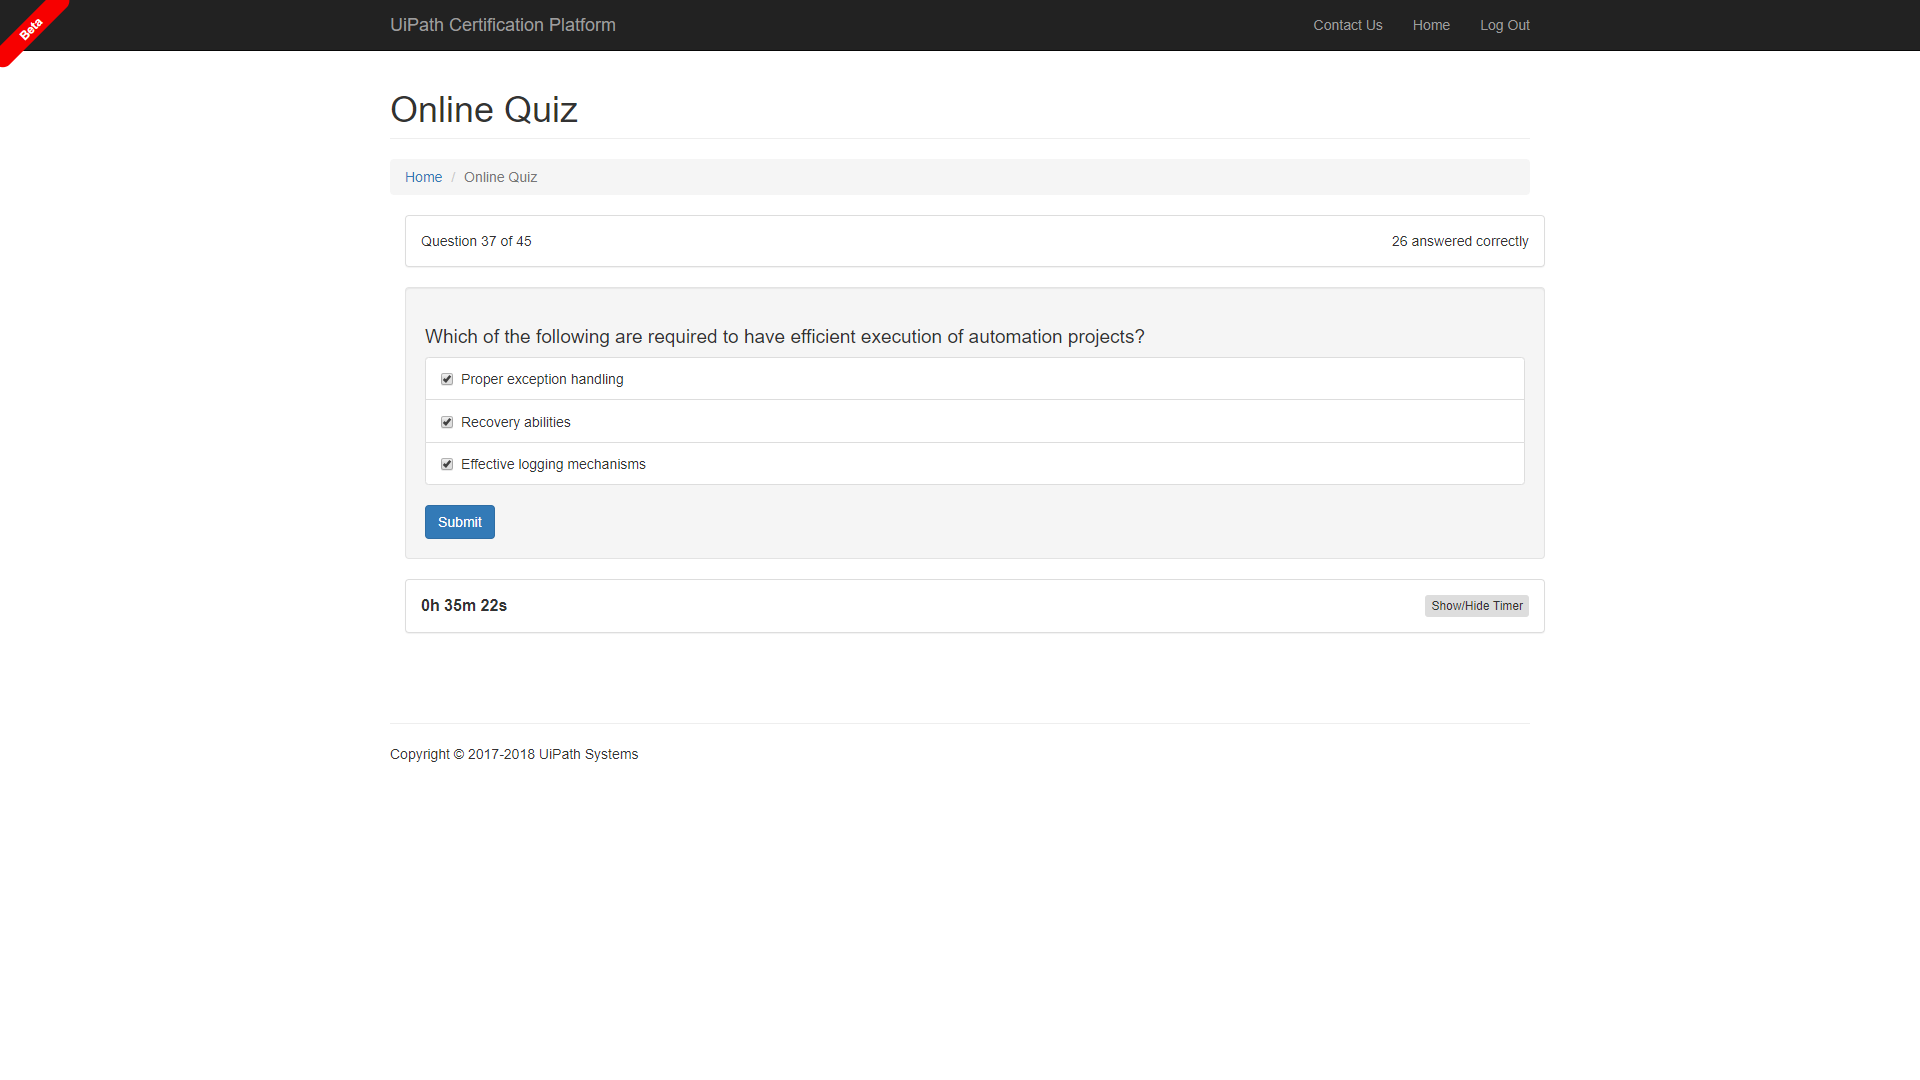 Beta
UiPath Certification Platform
Contact Us
Home
Log Out
Online Quiz
Home / Online Quiz
Question 37 of 45
26 answered correctly
Which of the following are required to have efficient execution of automation projects?
Proper exception handling
Recovery abilities
Effective logging mechanisms
Submit
0h 35m 22s
Show/Hide Timer
Copyright © 2017-2018 UiPath Systems